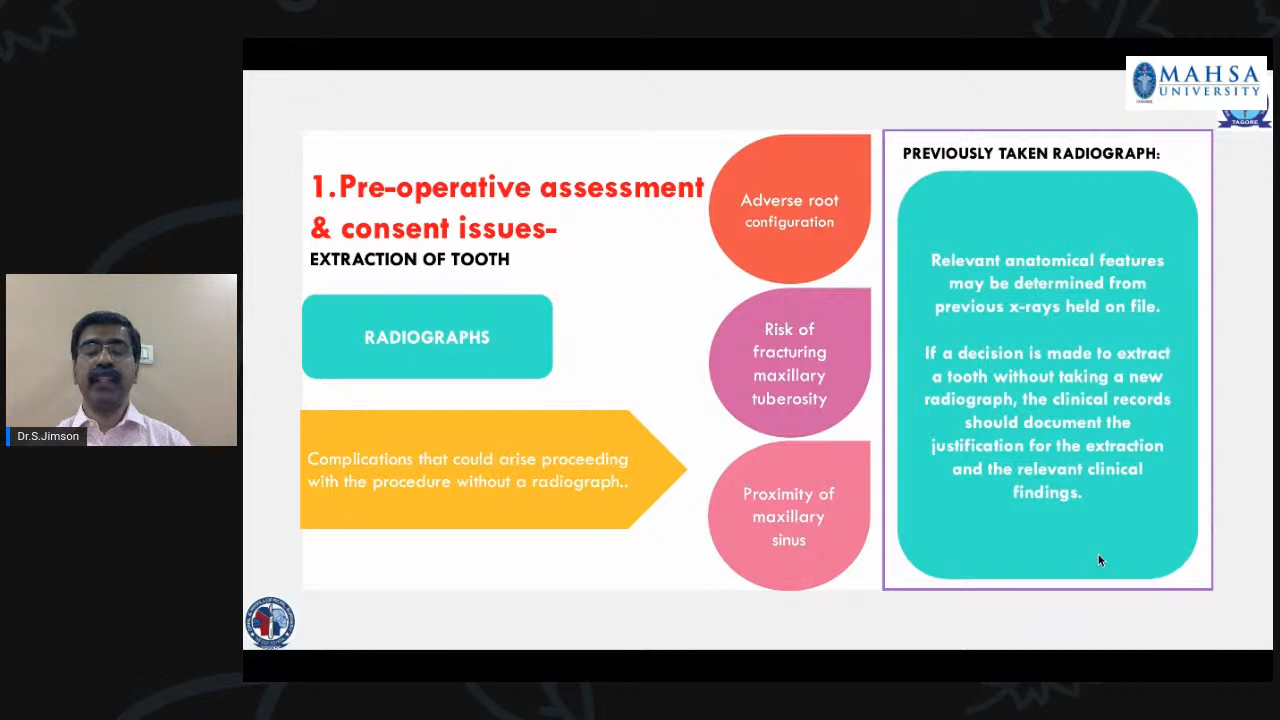 MAHSA
UNIVERSITY
TAGORE
1.Pre-operative assessment
& consent issues-
EXTRACTION OF TOOTH
RADIOGRAPHS
Complications that could arise proceeding
with the procedure without a radiograph..
Adverse root
configuration
Risk of
fracturing
maxillary
tuberosity
Proximity of
maxillary
sinus
PREVIOUSLY TAKEN RADIOGRAPH:
Relevant anatomical features
may be determined from
previous x-rays held on file.
If a decision is made to extract
a tooth without taking a new
radiograph, the clinical records
should document the
justification for the extraction
and the relevant clinical
findings.
Dr.S.Jimson